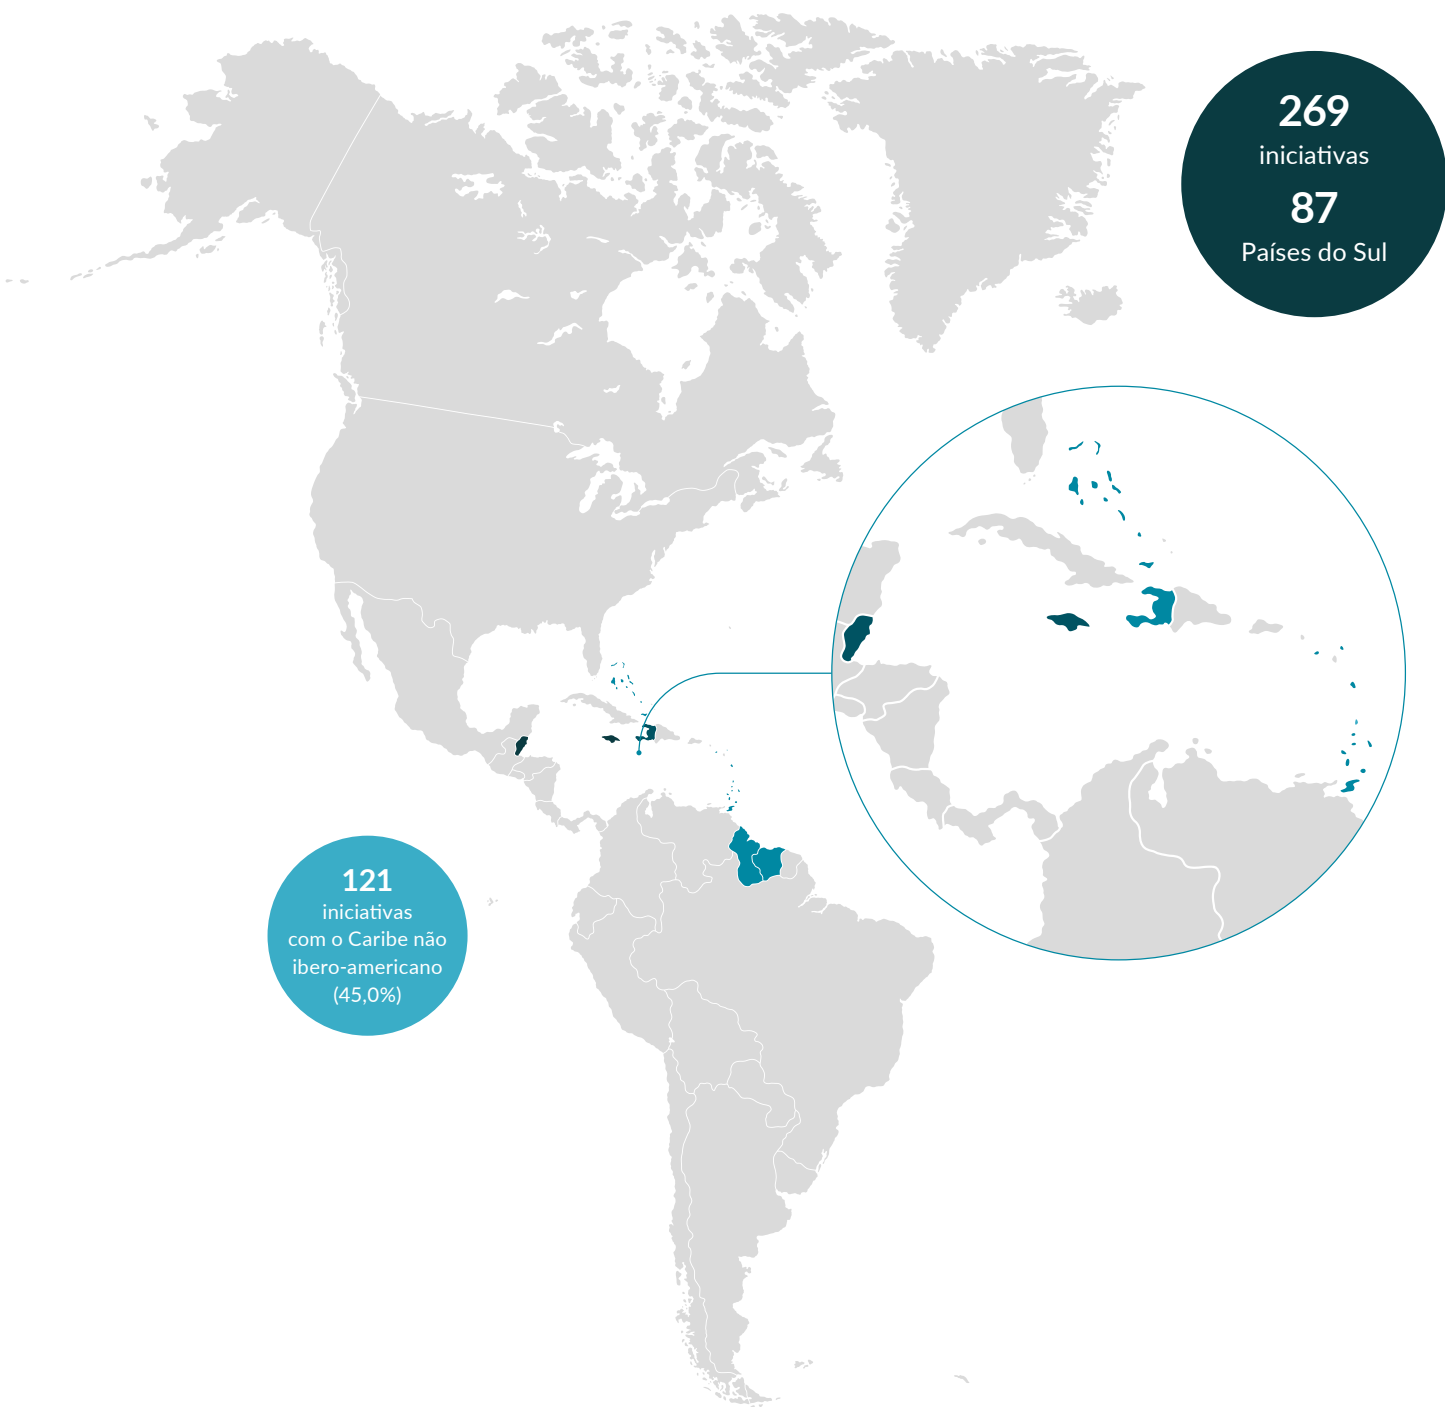 269
iniciativas
87
Países do Sul
121
iniciativas
com o Caribe não
ibero-americano
(45,0%)